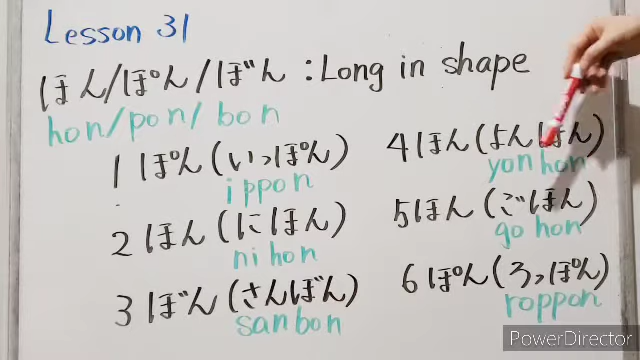 Lesson 31
ほん/ぽん/ぼん : Long in shape
hon/pon/bon
1 ぽん (いっぽん)
ippon
2 ほん (にほん)
nihon
3 ぼん (さんぼん)
sanbon
4 ほん (よんほん)
yonhon
5 ほん (ごほん)
gohon
6 ぽん (ろっぽん)
roppon
PowerDirector